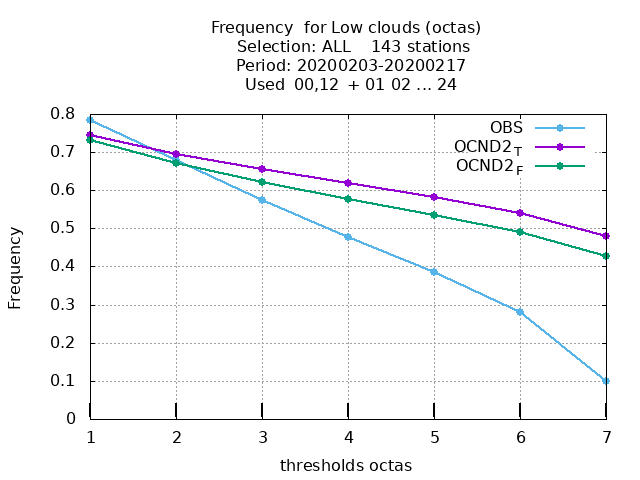 Frequency  for Low clouds (octas)
Selection: ALL    143 stations
Period: 20200203-20200217
Used  00,12  + 01 02 ... 24
0.8
0.7
0.6
0.5
0.4
0.3
0.2
0.1
0
Frequency
OBS
OCND2T
OCND2F
1 2 3 4 5 6 7
thresholds octas